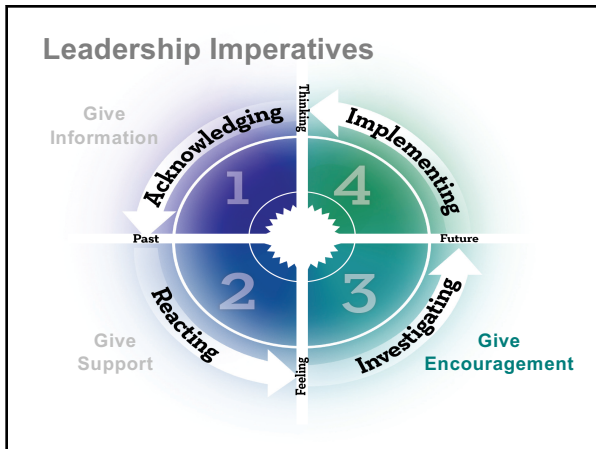 Leadership Imperatives
Give
Information
Acknowledging
Thinking
Implementing
1
4
Past
Future
2
3
Reacting
Feeling
Investigating
Give
Support
Give
Encouragement